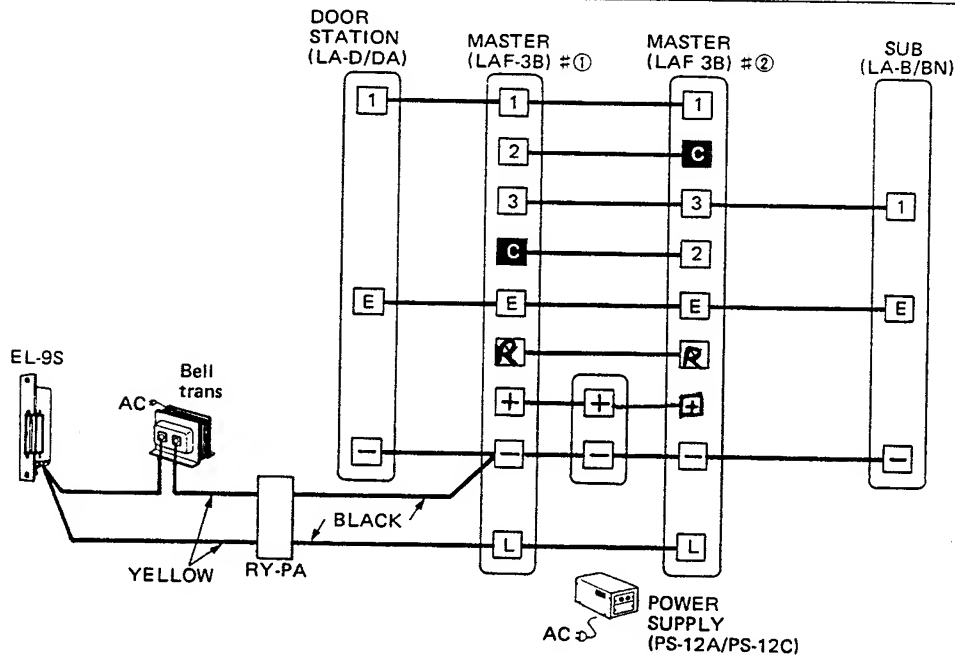 DOOR
STATION
(LA-D/DA)
MASTER
(LAF-3B) #①
MASTER
(LAF 3B) #②
SUB
(LA-B/BN)
1 1 1
2 C
3 3 1
C 2
E E E E
R R
+ + +
− − − − −
L L
EL-9S
Bell
trans
AC
BLACK
YELLOW
RY-PA
AC
POWER
SUPPLY
(PS-12A/PS-12C)